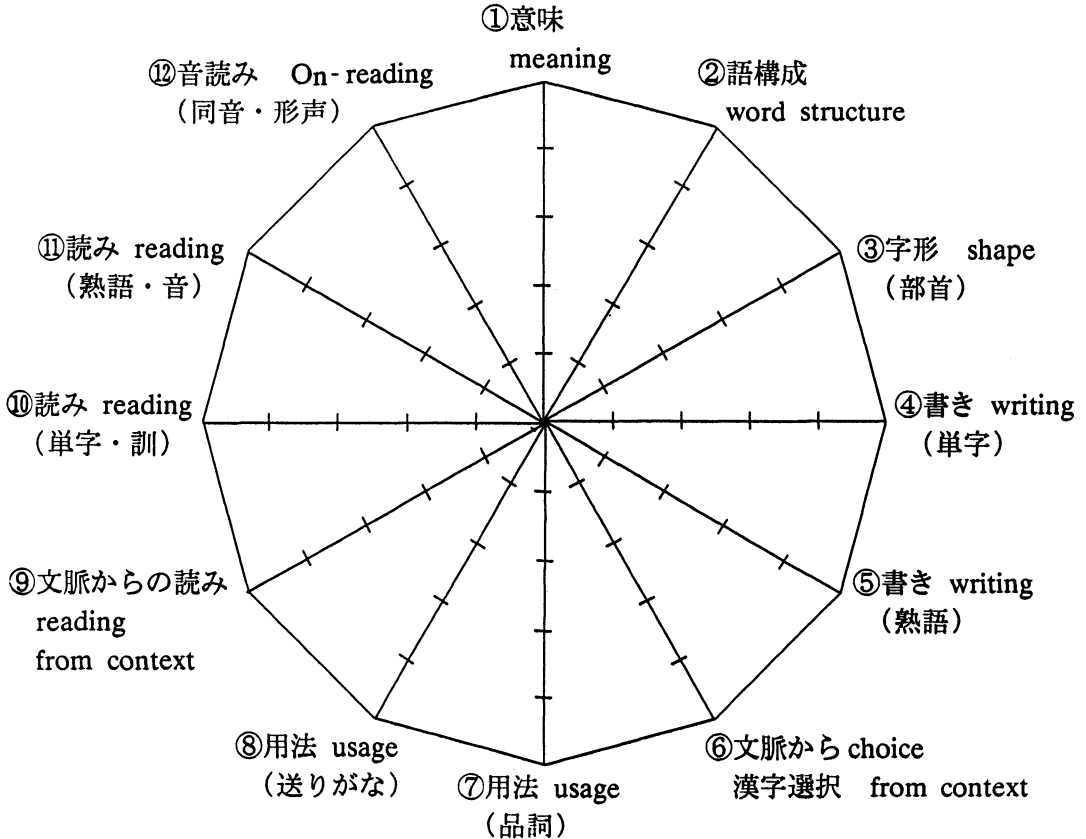 ①意味
meaning
②語構成
word structure
③字形 shape
（部首）
④書き writing
（単字）
⑤書き writing
（熟語）
⑥文脈から choice
漢字選択 from context
⑦用法 usage
（品詞）
⑧用法 usage
（送りがな）
⑨文脈からの読み
reading
from context
⑩読み reading
（単字・訓）
⑪読み reading
（熟語・音）
⑫音読み On-reading
（同音・形声）